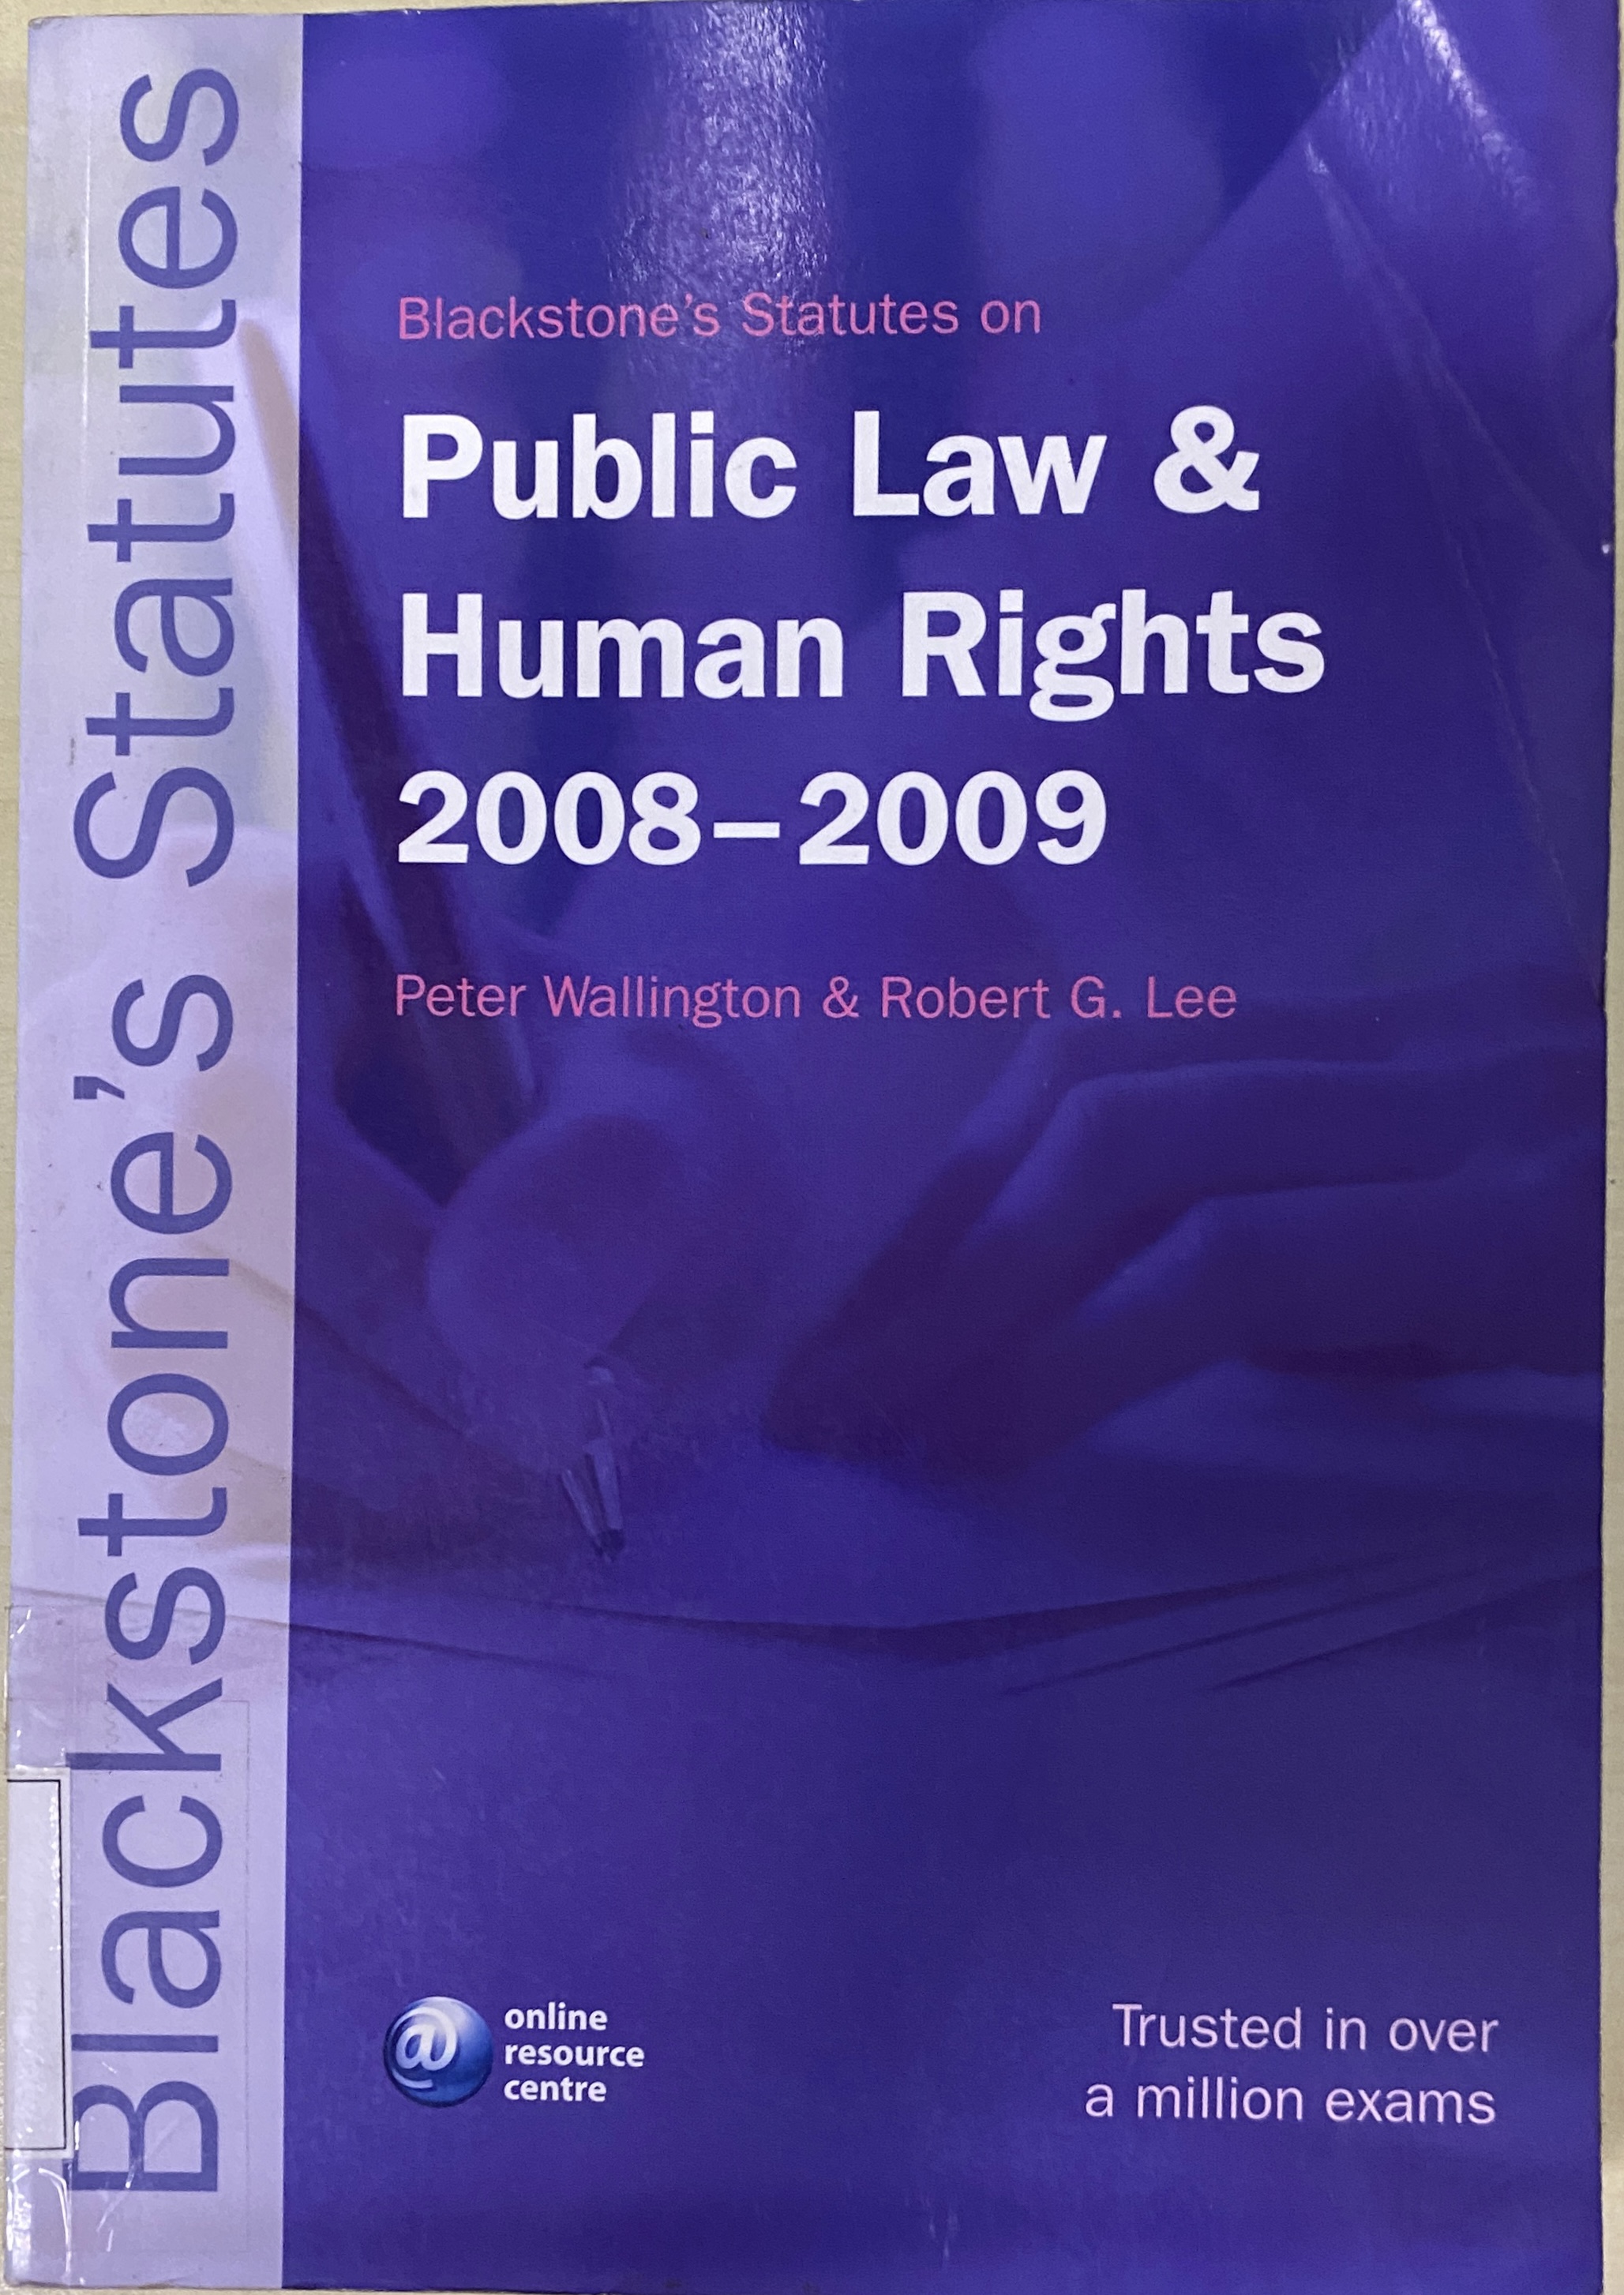 Blackstone's Statutes
Blackstone's Statutes on
Public Law &
Human Rights
2008–2009
Peter Wallington & Robert G. Lee
@
online
resource
centre
Trusted in over
a million exams